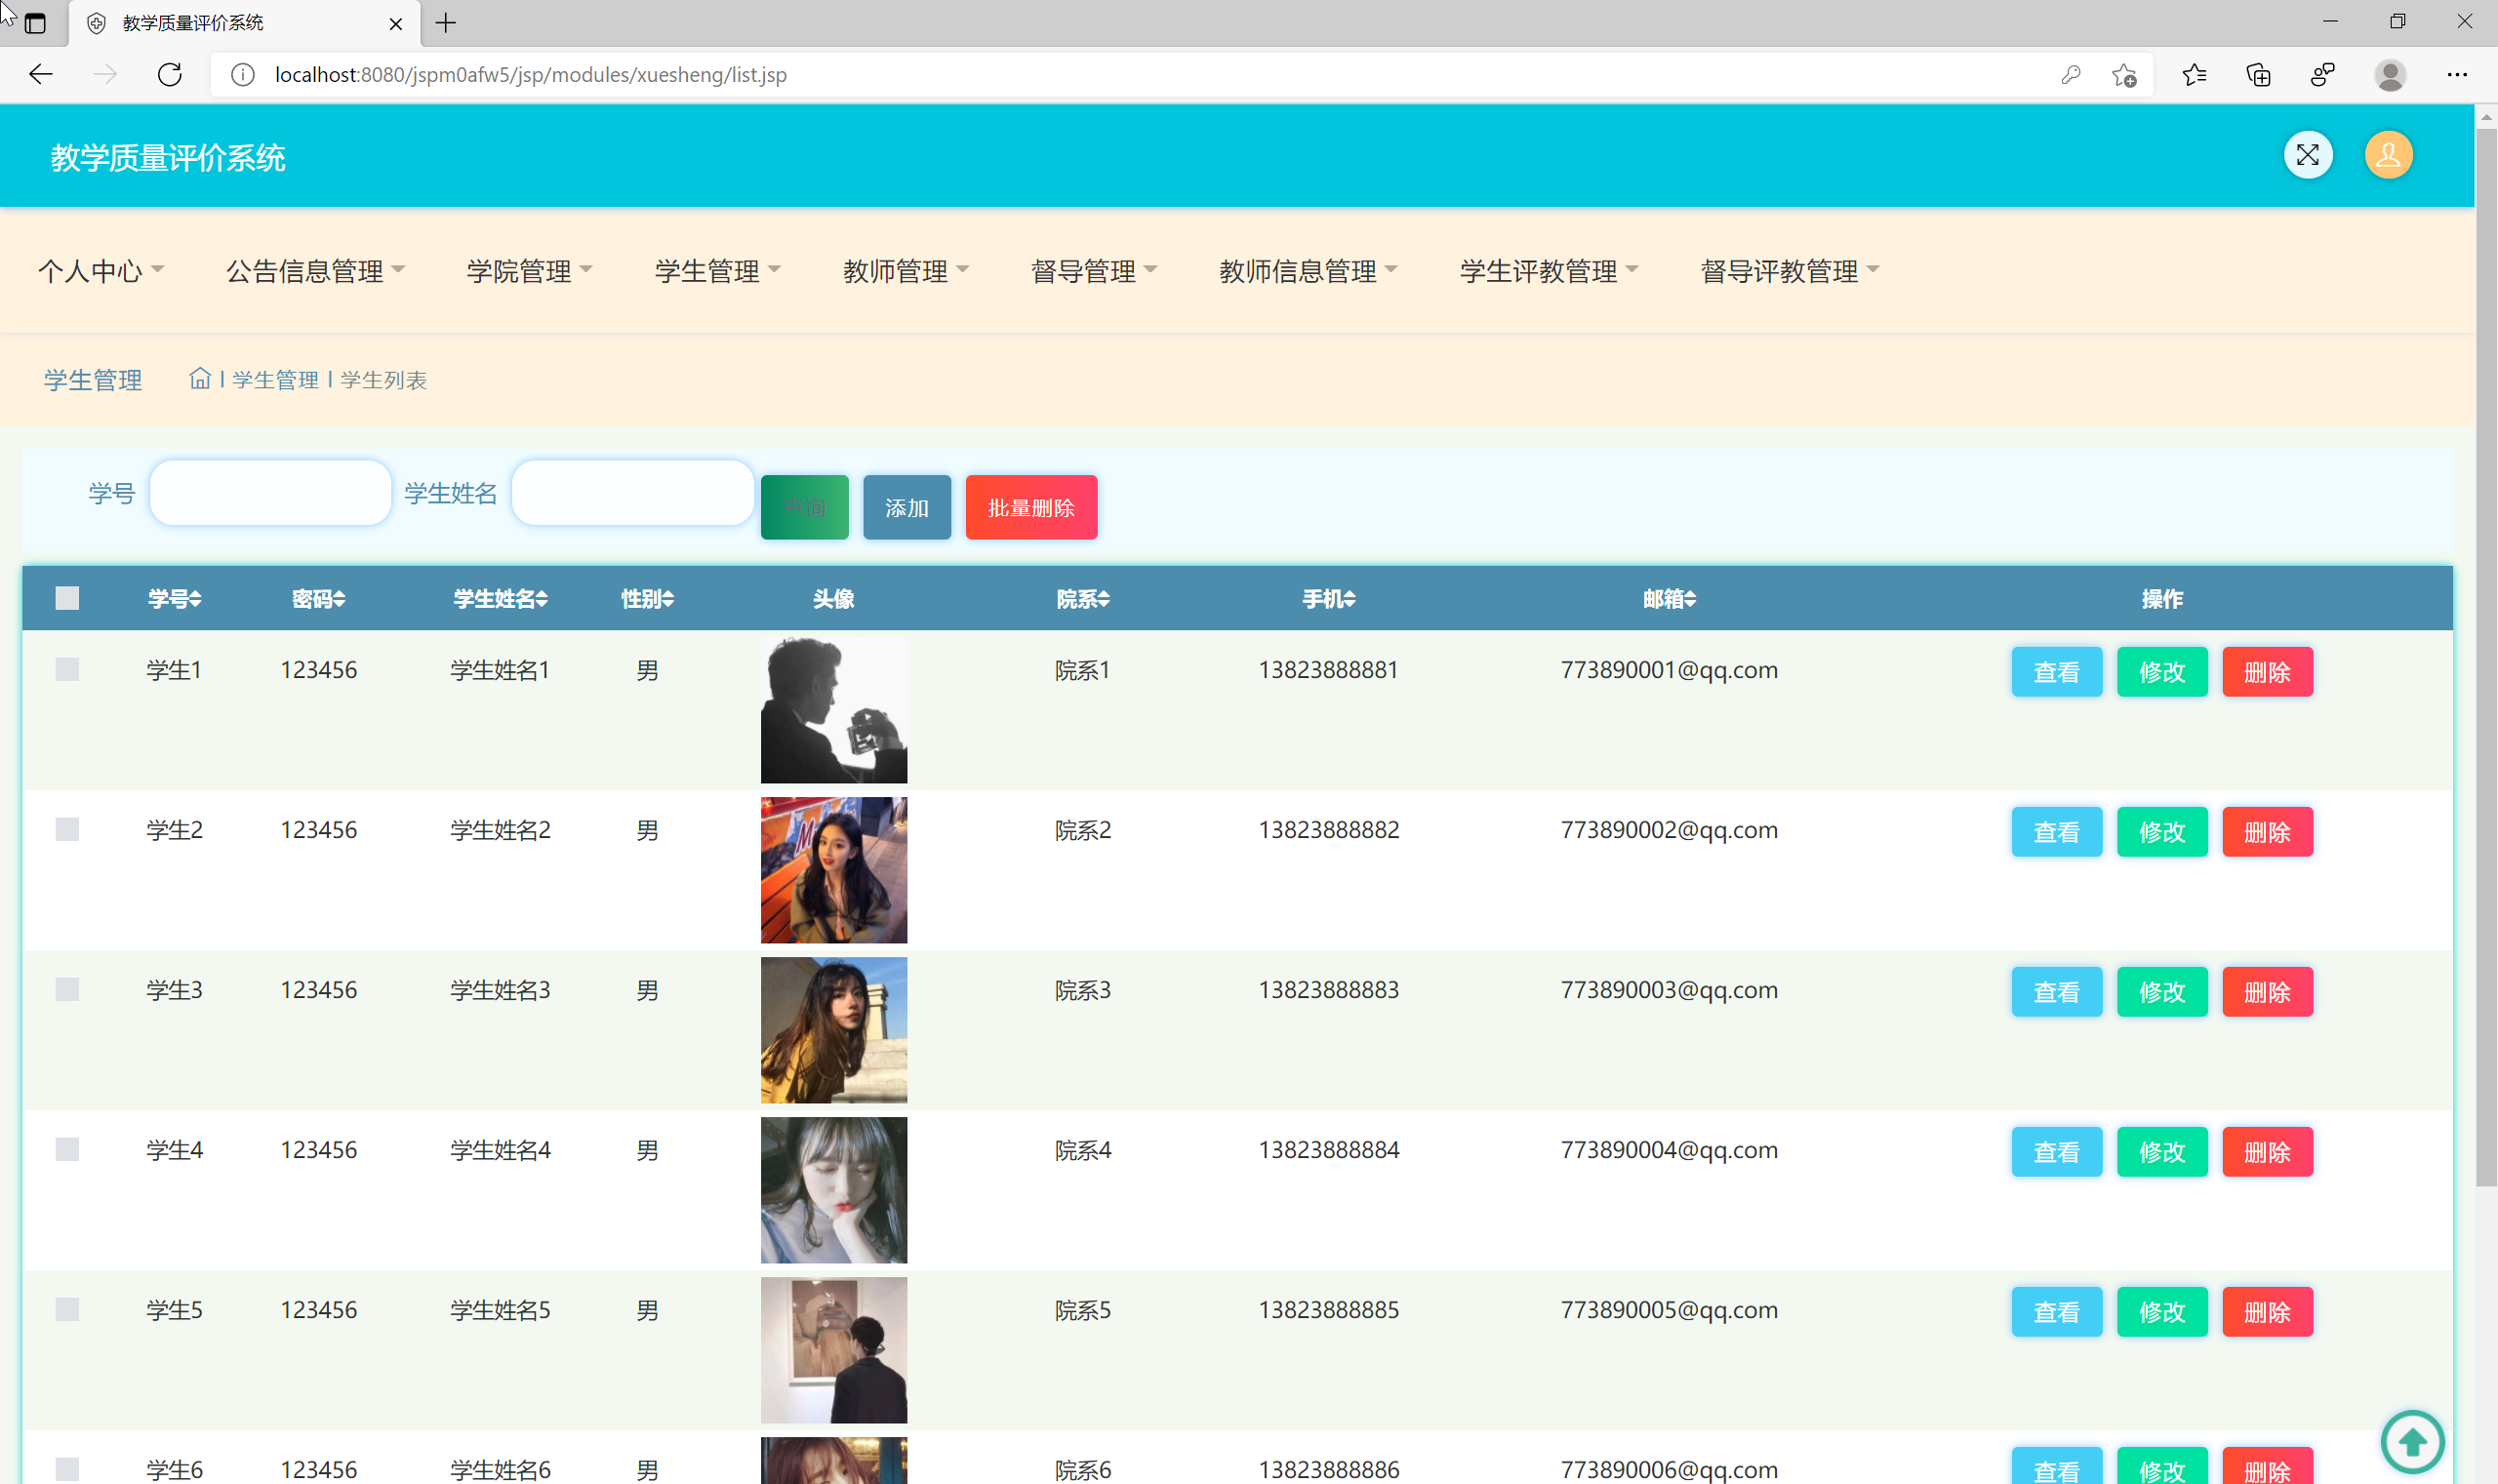 教学质量评价系统
localhost:8080/jspm0afw5/jsp/modules/xuesheng/list.jsp
教学质量评价系统
个人中心 公告信息管理 学院管理 学生管理 教师管理 督导管理 教师信息管理 学生评教管理 督导评教管理
学生管理 学生管理 学生列表
学号 学生姓名 查询 添加 批量删除
学号 密码 学生姓名 性别 头像 院系 手机 邮箱 操作
学生1 123456 学生姓名1 男 院系1 13823888881 773890001@qq.com 查看 修改 删除
学生2 123456 学生姓名2 男 院系2 13823888882 773890002@qq.com 查看 修改 删除
学生3 123456 学生姓名3 男 院系3 13823888883 773890003@qq.com 查看 修改 删除
学生4 123456 学生姓名4 男 院系4 13823888884 773890004@qq.com 查看 修改 删除
学生5 123456 学生姓名5 男 院系5 13823888885 773890005@qq.com 查看 修改 删除
学生6 123456 学生姓名6 男 院系6 13823888886 773890006@qq.com 查看 修改 删除